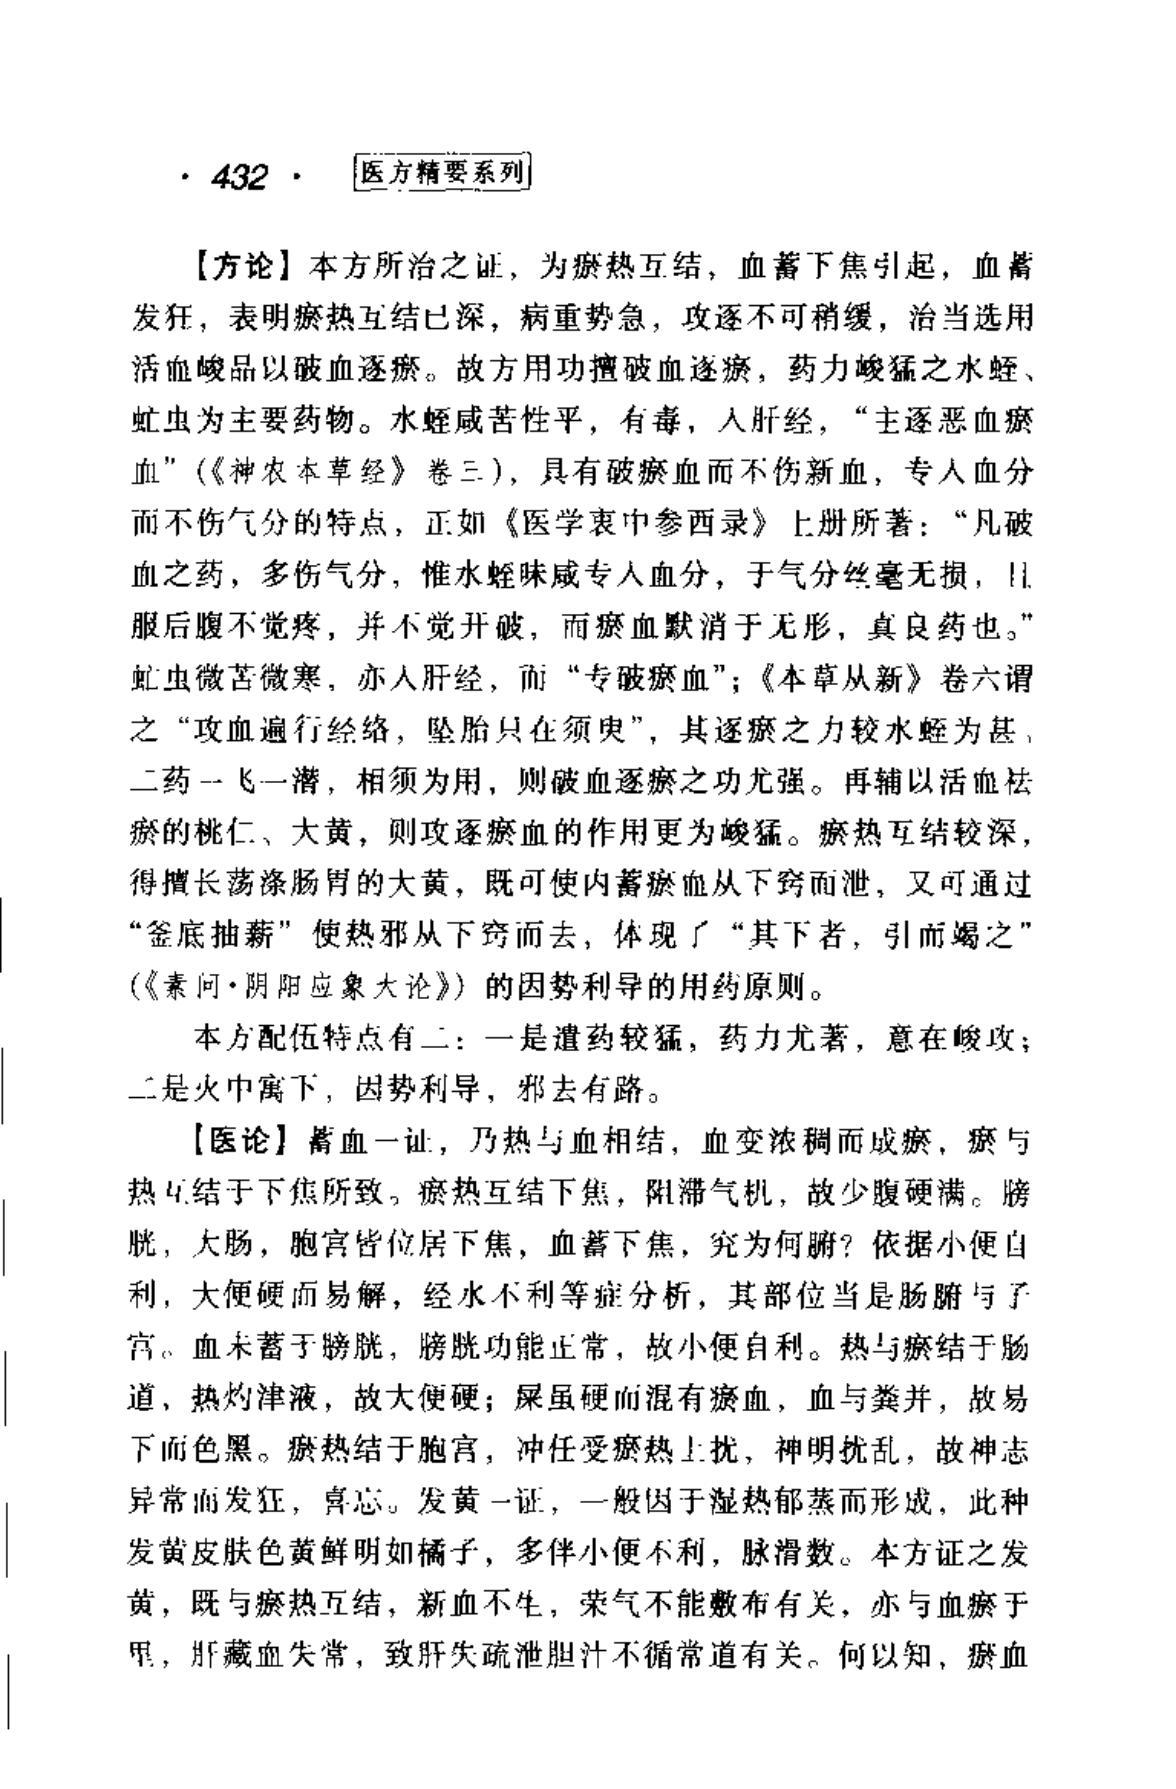 · 432 · 医方精要系列
【方论】本方所治之证，为瘀热互结，血蓄下焦引起，血蓄
发狂，表明瘀热互结已深，病重势急，攻逐不可稍缓，治当选用
活血峻品以破血逐瘀。故方用功擅破血逐瘀，药力峻猛之水蛭、
虻虫为主要药物。水蛭咸苦性平，有毒，入肝经，“主逐恶血瘀
血”(《神农本草经》卷三)，具有破瘀血而不伤新血，专入血分
而不伤气分的特点，正如《医学衷中参西录》上册所著：“凡破
血之药，多伤气分，惟水蛭味咸专入血分，于气分丝毫无损，且
服后腹不觉疼，并不觉开破，而瘀血默消于无形，真良药也。”
虻虫微苦微寒，亦入肝经，而“专破瘀血”；《本草从新》卷六谓
之“攻血遍行经络，坠胎只在须臾”，其逐瘀之力较水蛭为甚，
二药一飞一潜，相须为用，则破血逐瘀之功尤强。再辅以活血祛
瘀的桃仁、大黄，则攻逐瘀血的作用更为峻猛。瘀热互结较深，
得擅长荡涤肠胃的大黄，既可使内蓄瘀血从下窍而泄，又可通过
“釜底抽薪”使热邪从下窍而去，体现了“其下者，引而竭之”
(《素问·阴阳应象大论》)的因势利导的用药原则。
本方配伍特点有二：一是遣药较猛，药力尤著，意在峻攻；
二是火中寓下，因势利导，邪去有路。
【医论】蓄血一证，乃热与血相结，血变浓稠而成瘀，瘀与
热互结于下焦所致。瘀热互结下焦，阻滞气机，故少腹硬满。膀
胱，大肠，胞宫皆位居下焦，血蓄下焦，究为何腑？依据小便自
利，大便硬而易解，经水不利等症分析，其部位当是肠腑与子
宫。血未蓄于膀胱，膀胱功能正常，故小便自利。热与瘀结于肠
道，热灼津液，故大便硬；屎虽硬而混有瘀血，血与粪并，故易
下而色黑。瘀热结于胞宫，冲任受瘀热上扰，神明扰乱，故神志
异常而发狂，喜忘。发黄一证，一般因于湿热郁蒸而形成，此种
发黄皮肤色黄鲜明如橘子，多伴小便不利，脉滑数。本方证之发
黄，既与瘀热互结，新血不生，荣气不能敷布有关，亦与血瘀于
里，肝藏血失常，致肝失疏泄胆汁不循常道有关。何以知，瘀血